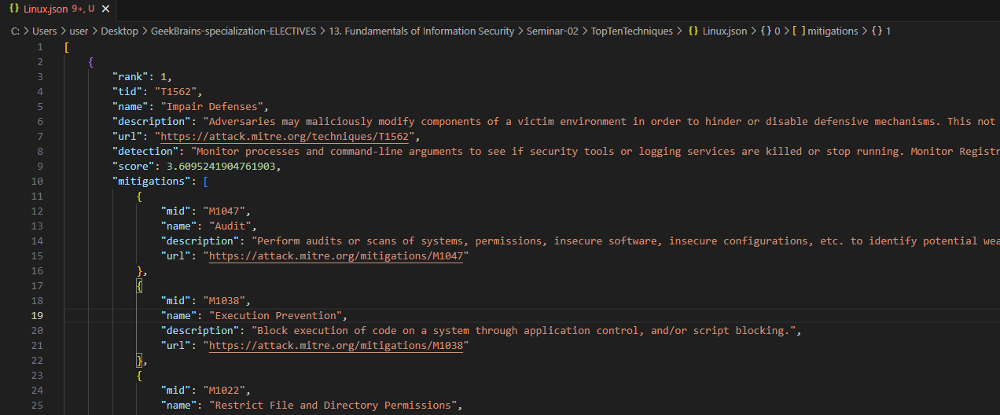 {} Linux.json 9+, U ×
C: > Users > user > Desktop > GeekBrains-specialization-ELECTIVES > 13. Fundamentals of Information Security > Seminar-02 > TopTenTechniques > {} Linux.json > {} 0 > [ ] mitigations > {} 1
1 [
2 {
3 "rank": 1,
4 "tid": "T1562",
5 "name": "Impair Defenses",
6 "description": "Adversaries may maliciously modify components of a victim environment in order to hinder or disable defensive mechanisms. This not
7 "url": "https://attack.mitre.org/techniques/T1562",
8 "detection": "Monitor processes and command-line arguments to see if security tools or logging services are killed or stop running. Monitor Registr
9 "score": 3.6095241904761903,
10 "mitigations": [
11 {
12 "mid": "M1047",
13 "name": "Audit",
14 "description": "Perform audits or scans of systems, permissions, insecure software, insecure configurations, etc. to identify potential wea
15 "url": "https://attack.mitre.org/mitigations/M1047"
16 },
17 {
18 "mid": "M1038",
19 "name": "Execution Prevention",
20 "description": "Block execution of code on a system through application control, and/or script blocking.",
21 "url": "https://attack.mitre.org/mitigations/M1038"
22 },
23 {
24 "mid": "M1022",
25 "name": "Restrict File and Directory Permissions",